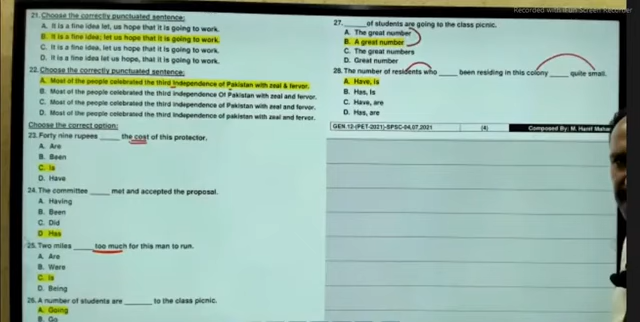 21. Choose the correctly punctuated sentence:
A. It is a fine idea let, us hope that it is going to work.
B. It is a fine idea; let us hope that it is going to work.
C. It is a fine idea, let us hope that it is going to work.
D. It is a fine idea let us hope that it is going to work.
22. Choose the correctly punctuated sentence:
A. Most of the people celebrated the third Independence of Pakistan with zeal & fervor.
B. Most of the people celebrated the third independence Of Pakistan with zeal and fervor.
C. Most of the people celebrated the third independence of Pakistan with zeal and fervor.
D. Most of the people celebrated the third independence of pakistan with zeal and fervor.
Choose the correct option:
23. Forty nine rupees _____ the cost of this protector.
A. Are
B. Been
C. Is
D. Have
24. The committee _____ met and accepted the proposal.
A. Having
B. Been
C. Did
D. Has
25. Two miles _____ too much for this man to run.
A. Are
B. Were
C. Is
D. Being
26. A number of students are _____ to the class picnic.
A. Going
B. Go
Recorded with
Recorder
27. _____ of students are going to the class picnic.
A. The great number
B. A great number
C. The great numbers
D. Great number
28. The number of residents who _____ been residing in this colony _____ quite small.
A. Have, is
B. Has, Is
C. Have, are
D. Has, are
GEN.12-(PET-2021)-SPSC-04,07,2021 (4) Composed By: M. Hanif